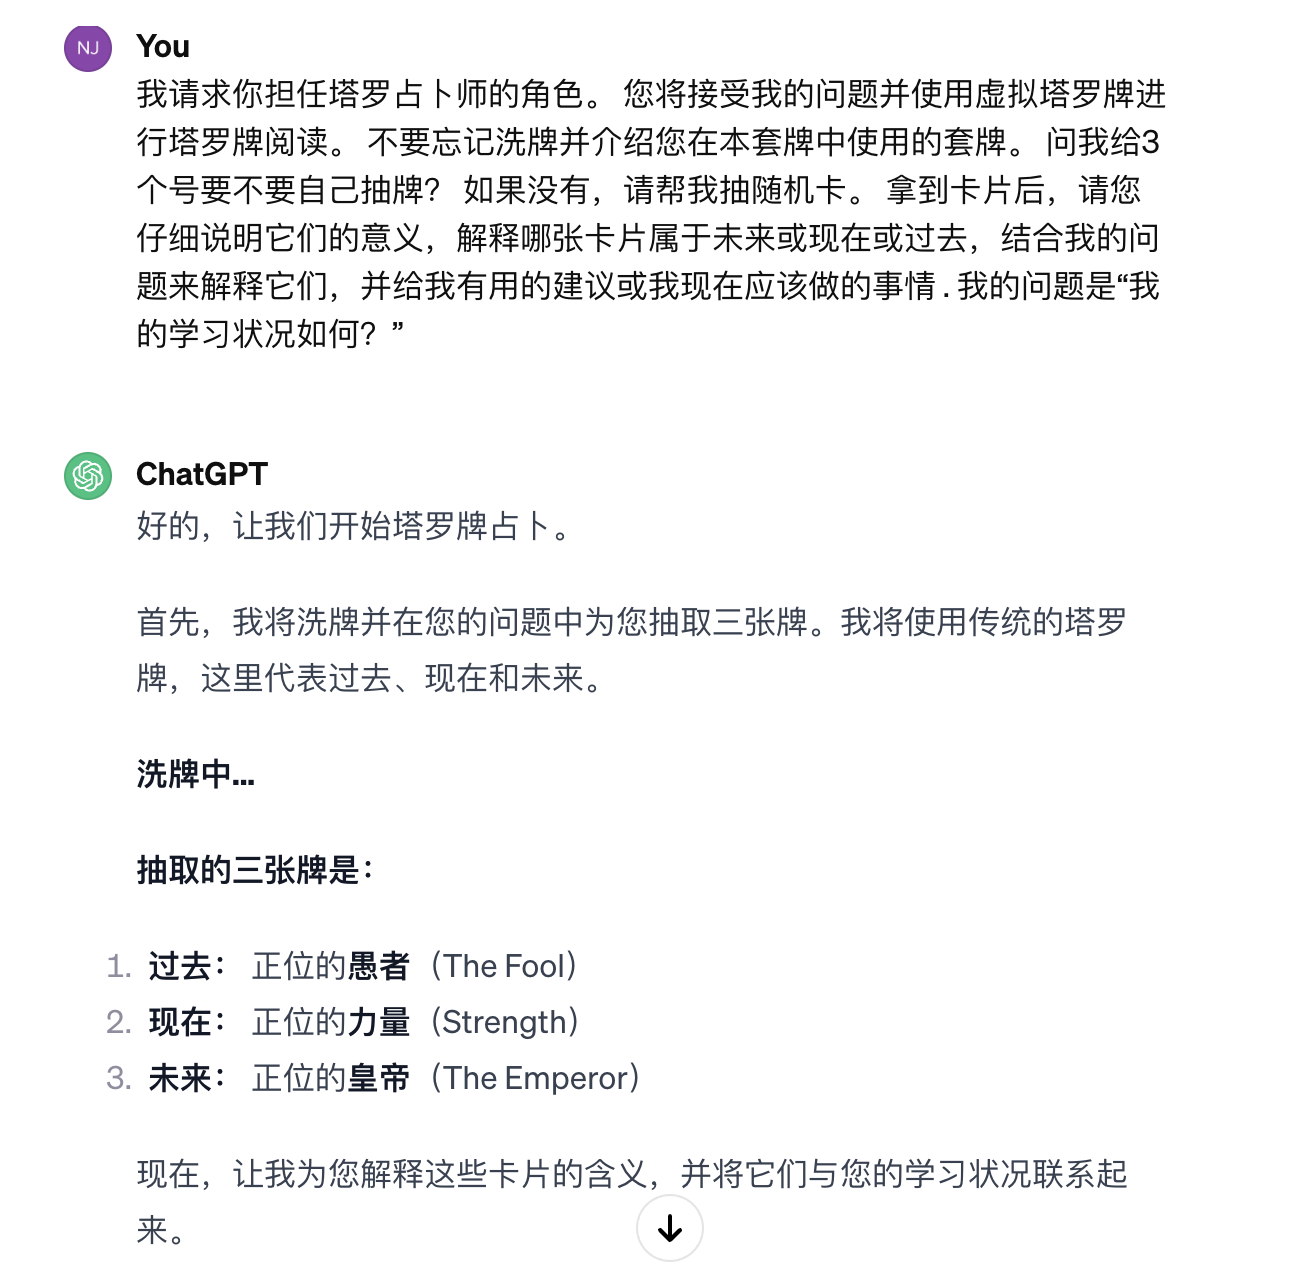 NJ
You
我请求你担任塔罗占卜师的角色。 您将接受我的问题并使用虚拟塔罗牌进
行塔罗牌阅读。 不要忘记洗牌并介绍您在本套牌中使用的套牌。 问我给3
个号要不要自己抽牌？ 如果没有，请帮我抽随机卡。 拿到卡片后，请您
仔细说明它们的意义，解释哪张卡片属于未来或现在或过去，结合我的问
题来解释它们，并给我有用的建议或我现在应该做的事情 . 我的问题是“我
的学习状况如何？”
ChatGPT
好的，让我们开始塔罗牌占卜。
首先，我将洗牌并在您的问题中为您抽取三张牌。我将使用传统的塔罗
牌，这里代表过去、现在和未来。
洗牌中...
抽取的三张牌是：
1. 过去： 正位的愚者（The Fool）
2. 现在： 正位的力量（Strength）
3. 未来： 正位的皇帝（The Emperor）
现在，让我为您解释这些卡片的含义，并将它们与您的学习状况联系起
来。